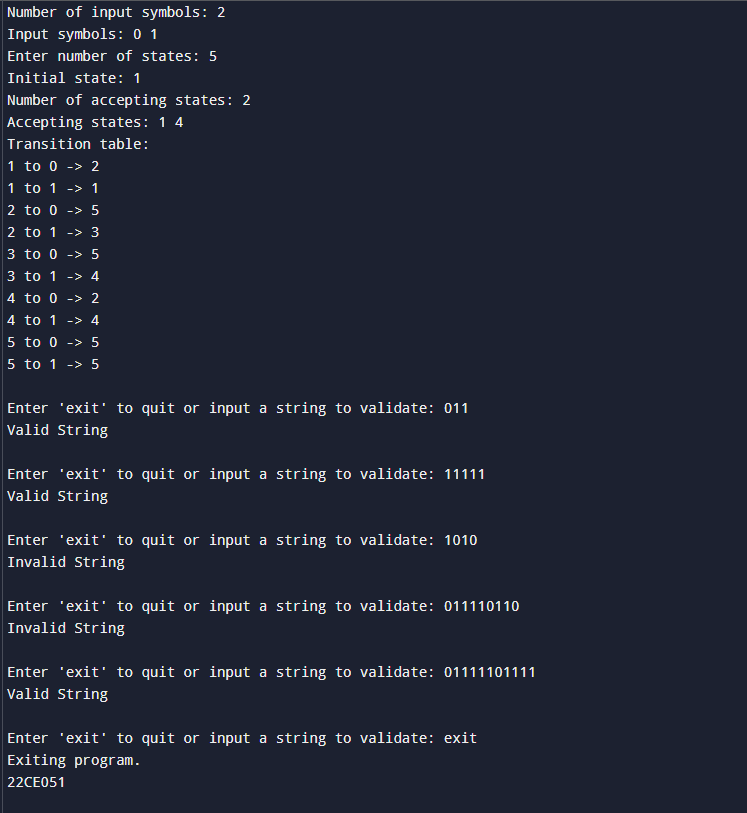 Number of input symbols: 2
Input symbols: 0 1
Enter number of states: 5
Initial state: 1
Number of accepting states: 2
Accepting states: 1 4
Transition table:
1 to 0 -> 2
1 to 1 -> 1
2 to 0 -> 5
2 to 1 -> 3
3 to 0 -> 5
3 to 1 -> 4
4 to 0 -> 2
4 to 1 -> 4
5 to 0 -> 5
5 to 1 -> 5
Enter 'exit' to quit or input a string to validate: 011
Valid String
Enter 'exit' to quit or input a string to validate: 11111
Valid String
Enter 'exit' to quit or input a string to validate: 1010
Invalid String
Enter 'exit' to quit or input a string to validate: 011110110
Invalid String
Enter 'exit' to quit or input a string to validate: 01111101111
Valid String
Enter 'exit' to quit or input a string to validate: exit
Exiting program.
22CE051